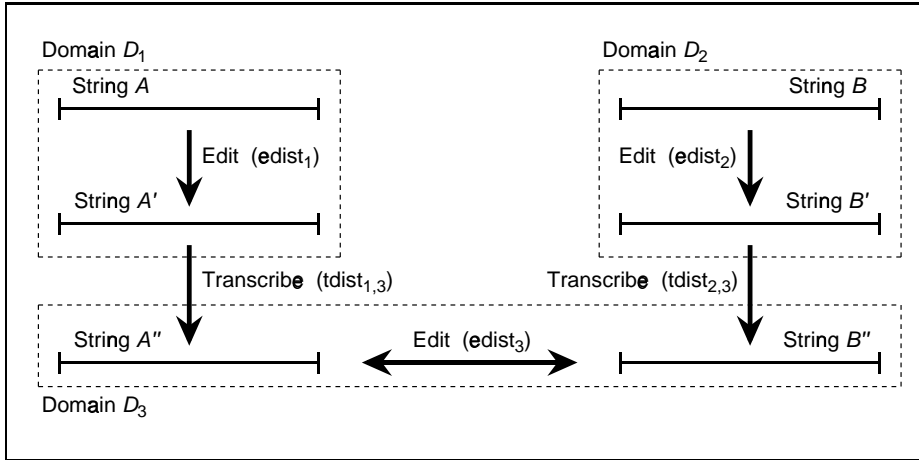 Domain D₁
Domain D₂
String A
String B
Edit (edist₁)
Edit (edist₂)
String A′
String B′
Transcribe (tdist₁,₃)
Transcribe (tdist₂,₃)
String A″
Edit (edist₃)
String B″
Domain D₃